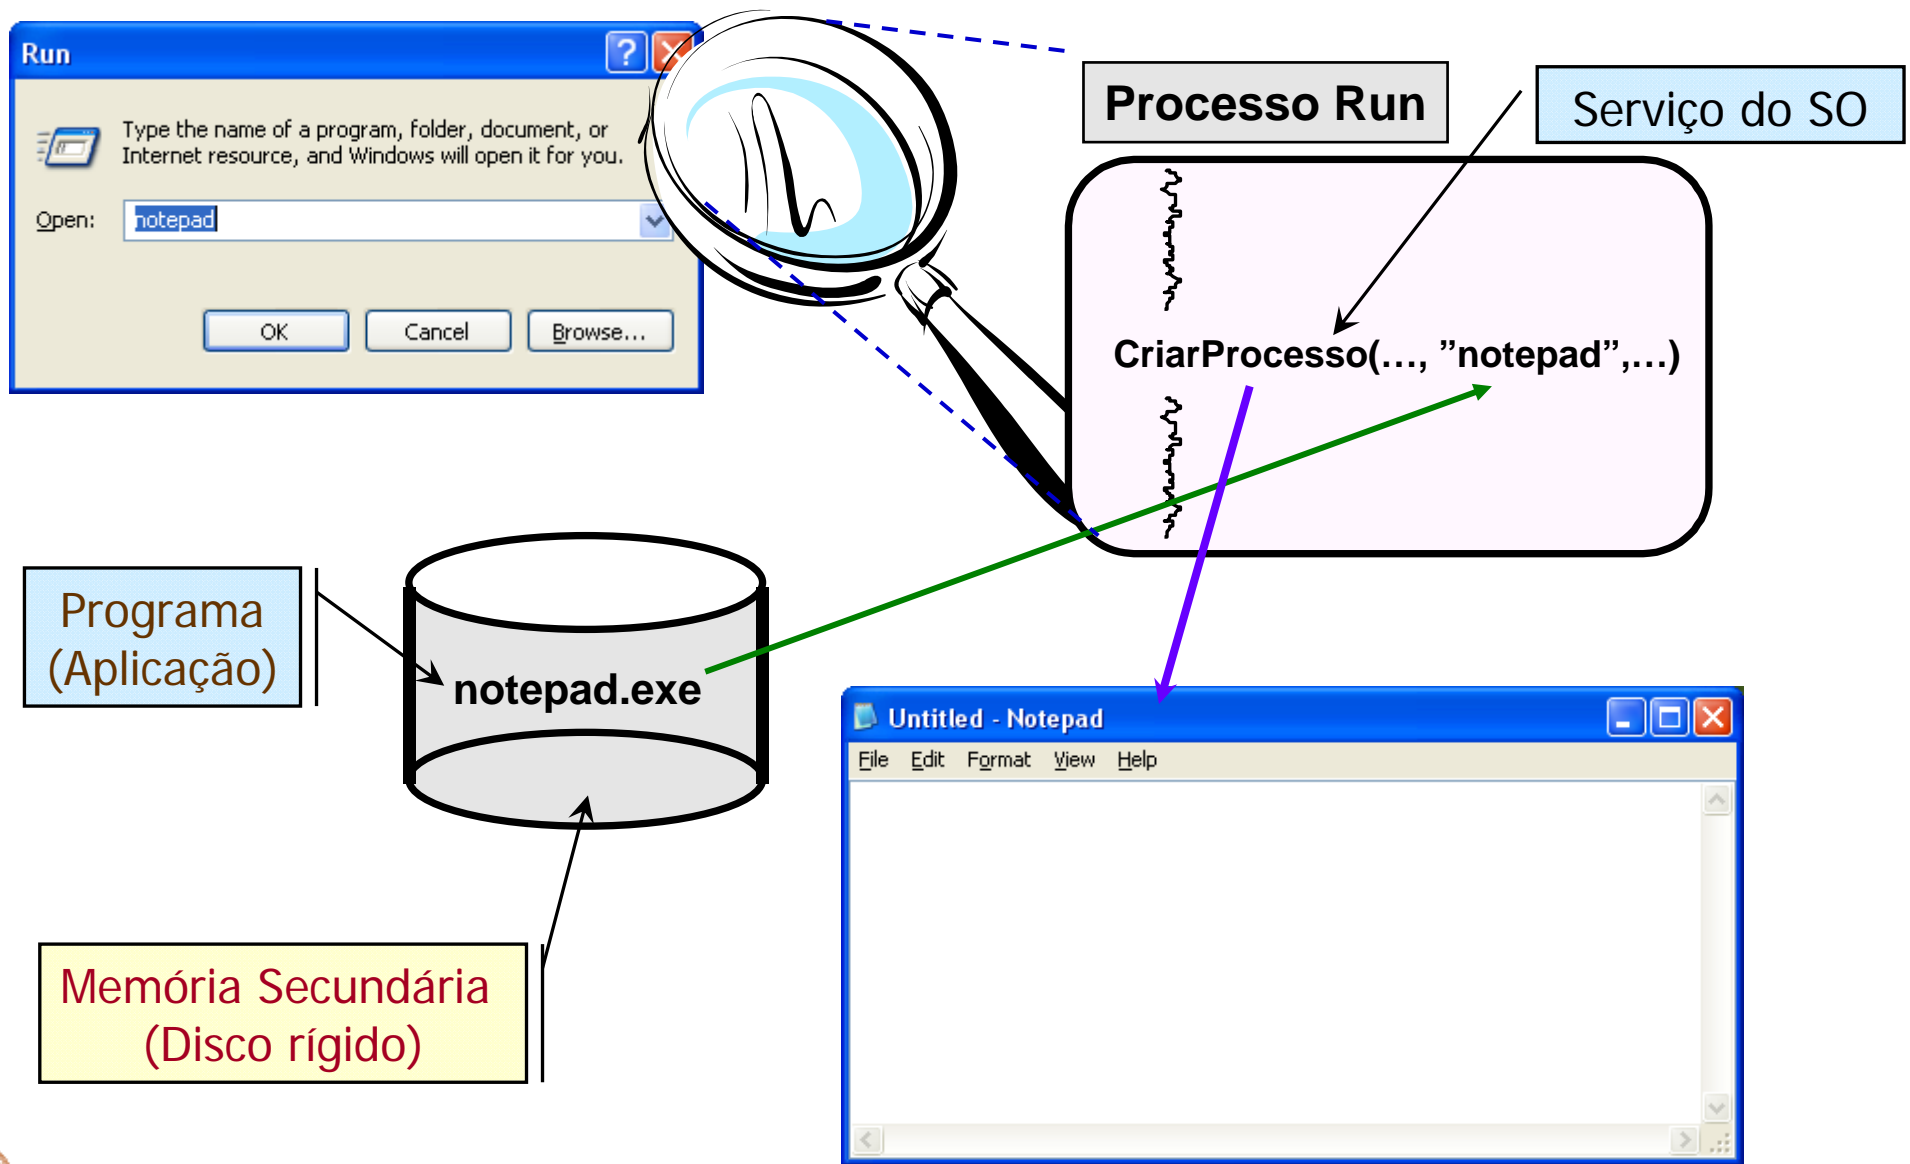 Run
Type the name of a program, folder, document, or
Internet resource, and Windows will open it for you.
Open:
notepad
OK
Cancel
Browse...
Processo Run
Serviço do SO
CriarProcesso(…, ”notepad”,…)
Programa
(Aplicação)
notepad.exe
Memória Secundária
(Disco rígido)
Untitled - Notepad
File Edit Format View Help